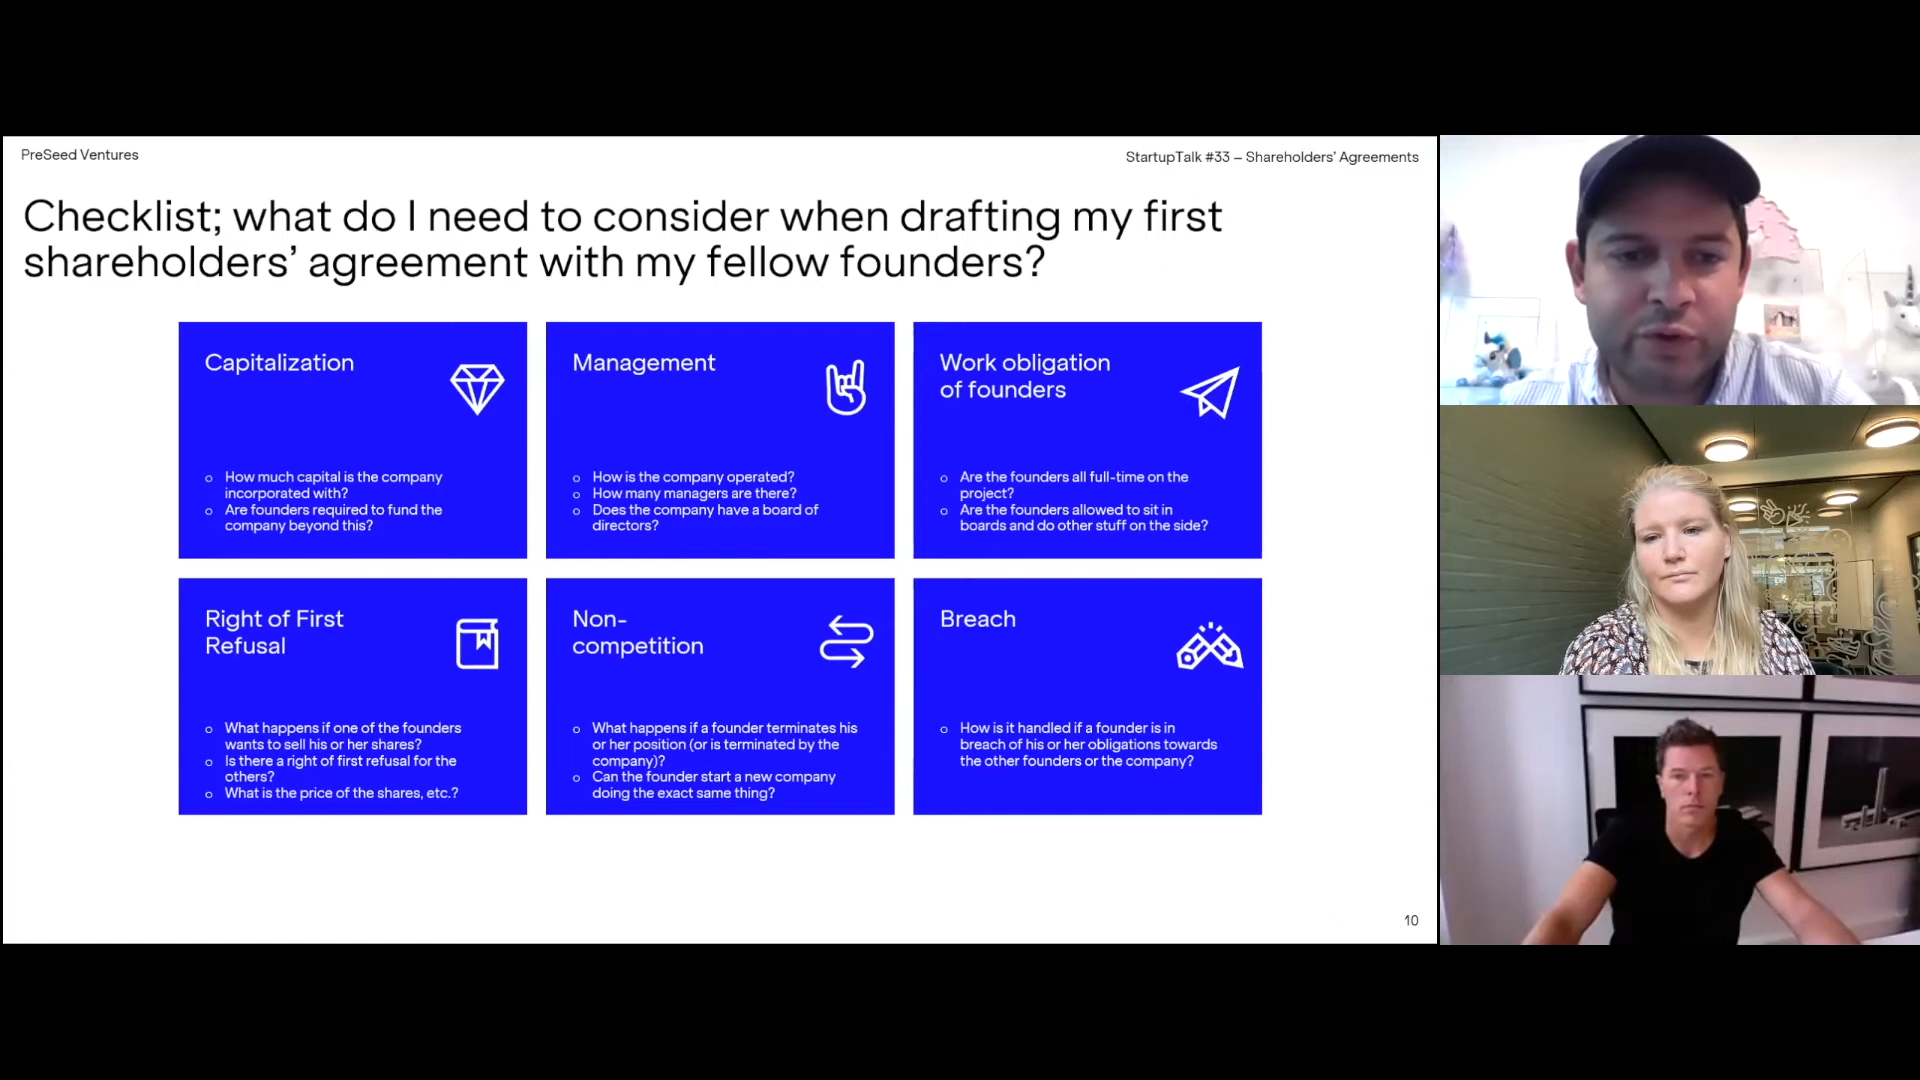 PreSeed Ventures
StartupTalk #33 – Shareholders' Agreements
Checklist; what do I need to consider when drafting my first
shareholders' agreement with my fellow founders?
Capitalization
o How much capital is the company
incorporated with?
o Are founders required to fund the
company beyond this?
Management
o How is the company operated?
o How many managers are there?
o Does the company have a board of
directors?
Work obligation
of founders
o Are the founders all full-time on the
project?
o Are the founders allowed to sit in
boards and do other stuff on the side?
Right of First
Refusal
o What happens if one of the founders
wants to sell his or her shares?
o Is there a right of first refusal for the
others?
o What is the price of the shares, etc.?
Non-
competition
o What happens if a founder terminates his
or her position (or is terminated by the
company)?
o Can the founder start a new company
doing the exact same thing?
Breach
o How is it handled if a founder is in
breach of his or her obligations towards
the other founders or the company?
10